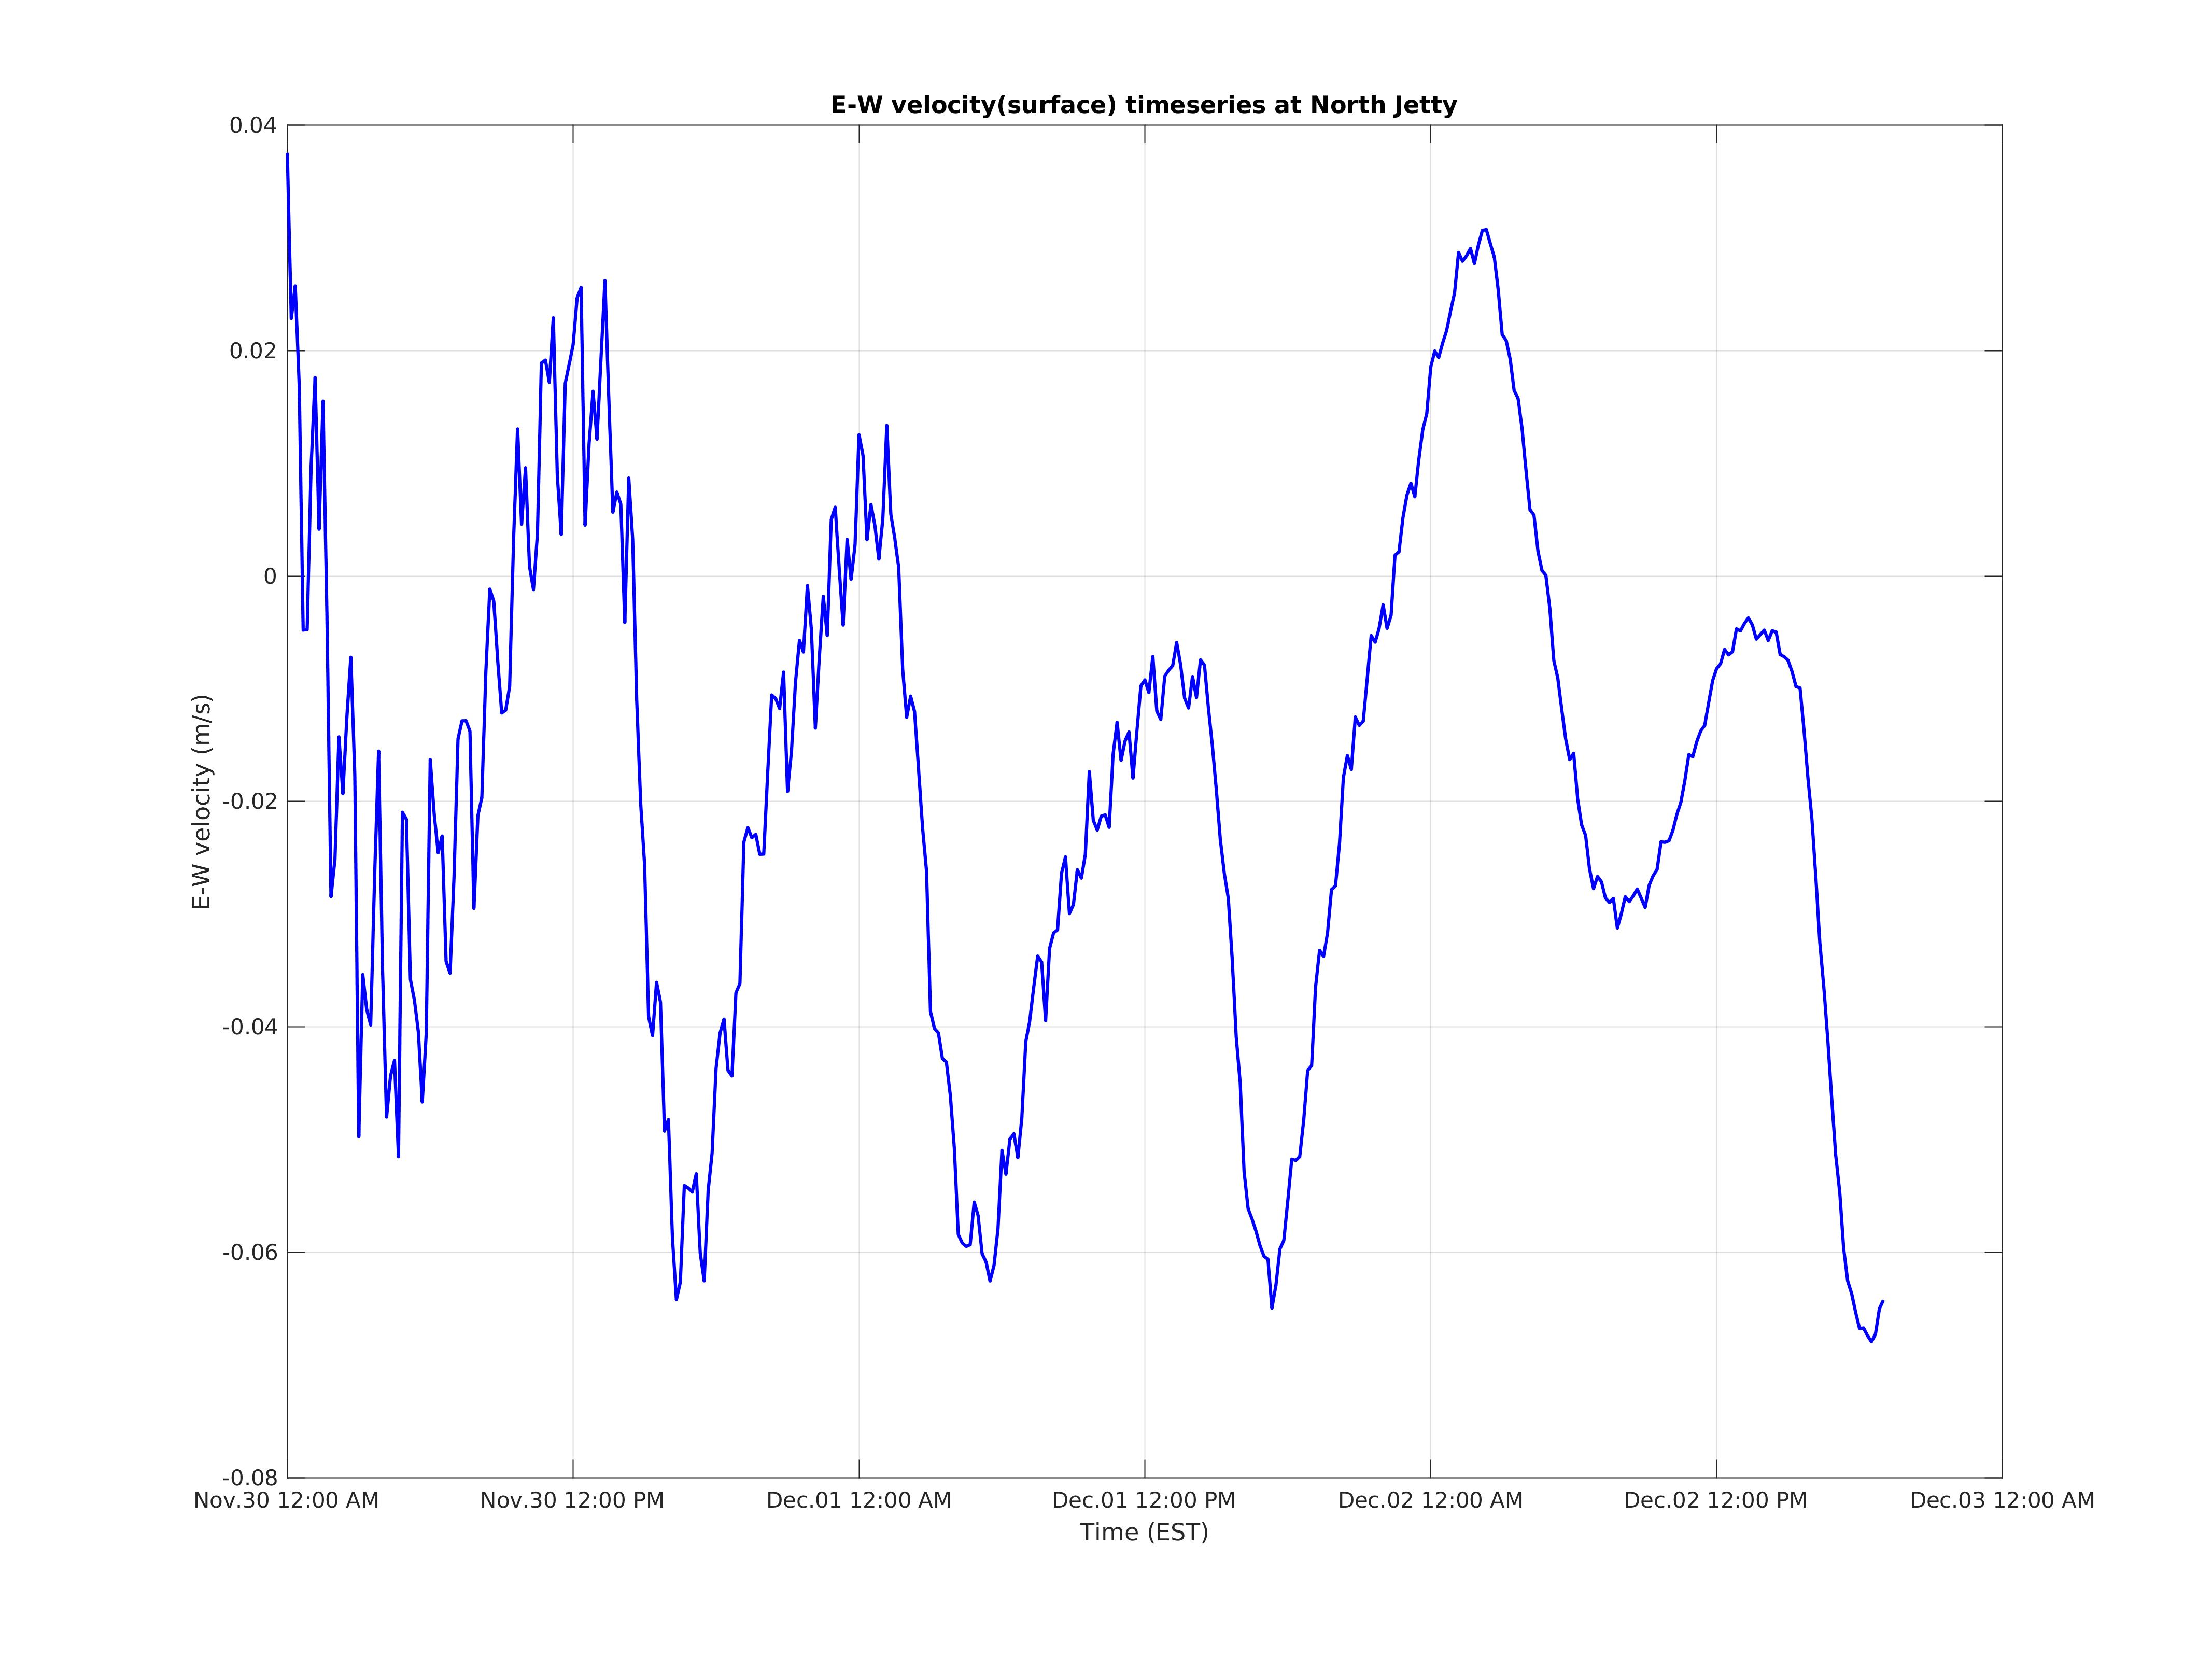 E-W velocity(surface) timeseries at North Jetty
0.04
0.02
0
-0.02
-0.04
-0.06
-0.08
E-W velocity (m/s)
Nov.30 12:00 AM Nov.30 12:00 PM Dec.01 12:00 AM Dec.01 12:00 PM Dec.02 12:00 AM Dec.02 12:00 PM Dec.03 12:00 AM
Time (EST)